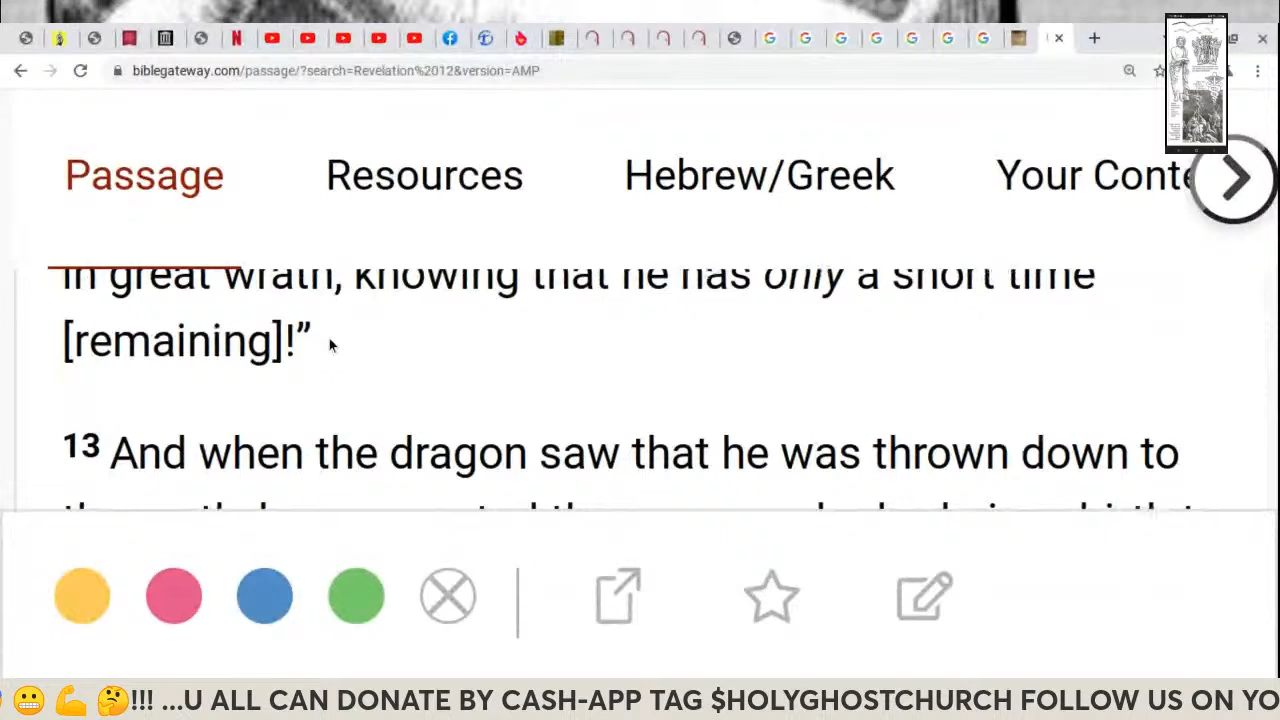 biblegateway.com/passage/?search=Revelation%2012&version=AMP
Passage Resources Hebrew/Greek Your Conte
in great wrath, knowing that he has only a short time
[remaining]!”
13 And when the dragon saw that he was thrown down to
!!! ...U ALL CAN DONATE BY CASH-APP TAG $HOLYGHOSTCHURCH FOLLOW US ON YO